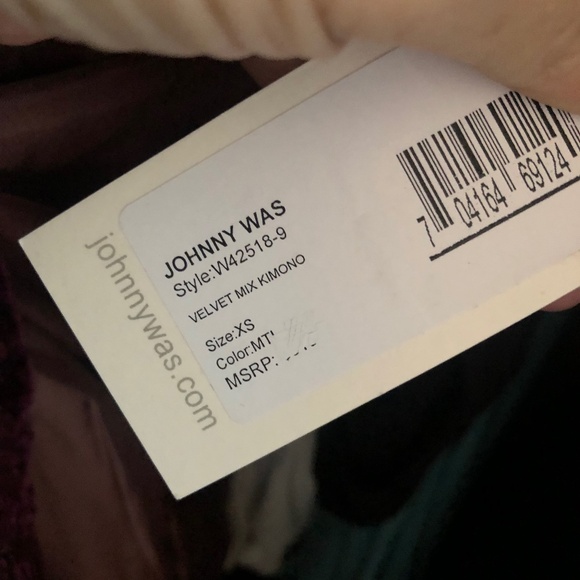 JOHNNY WAS
Style:W42518-9
VELVET MIX KIMONO
Size:XS
Color:MT
MSRP:
7 04164 69124
johnnywas.com